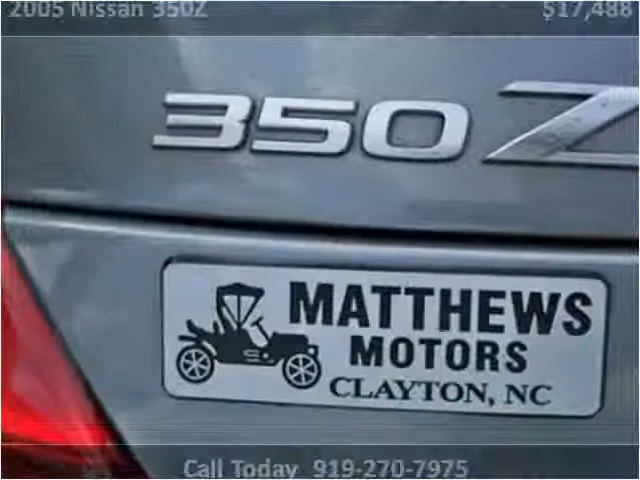 2005 Nissan 350Z $17,488
350Z
MATTHEWS
MOTORS
CLAYTON, NC
Call Today 919-270-7975